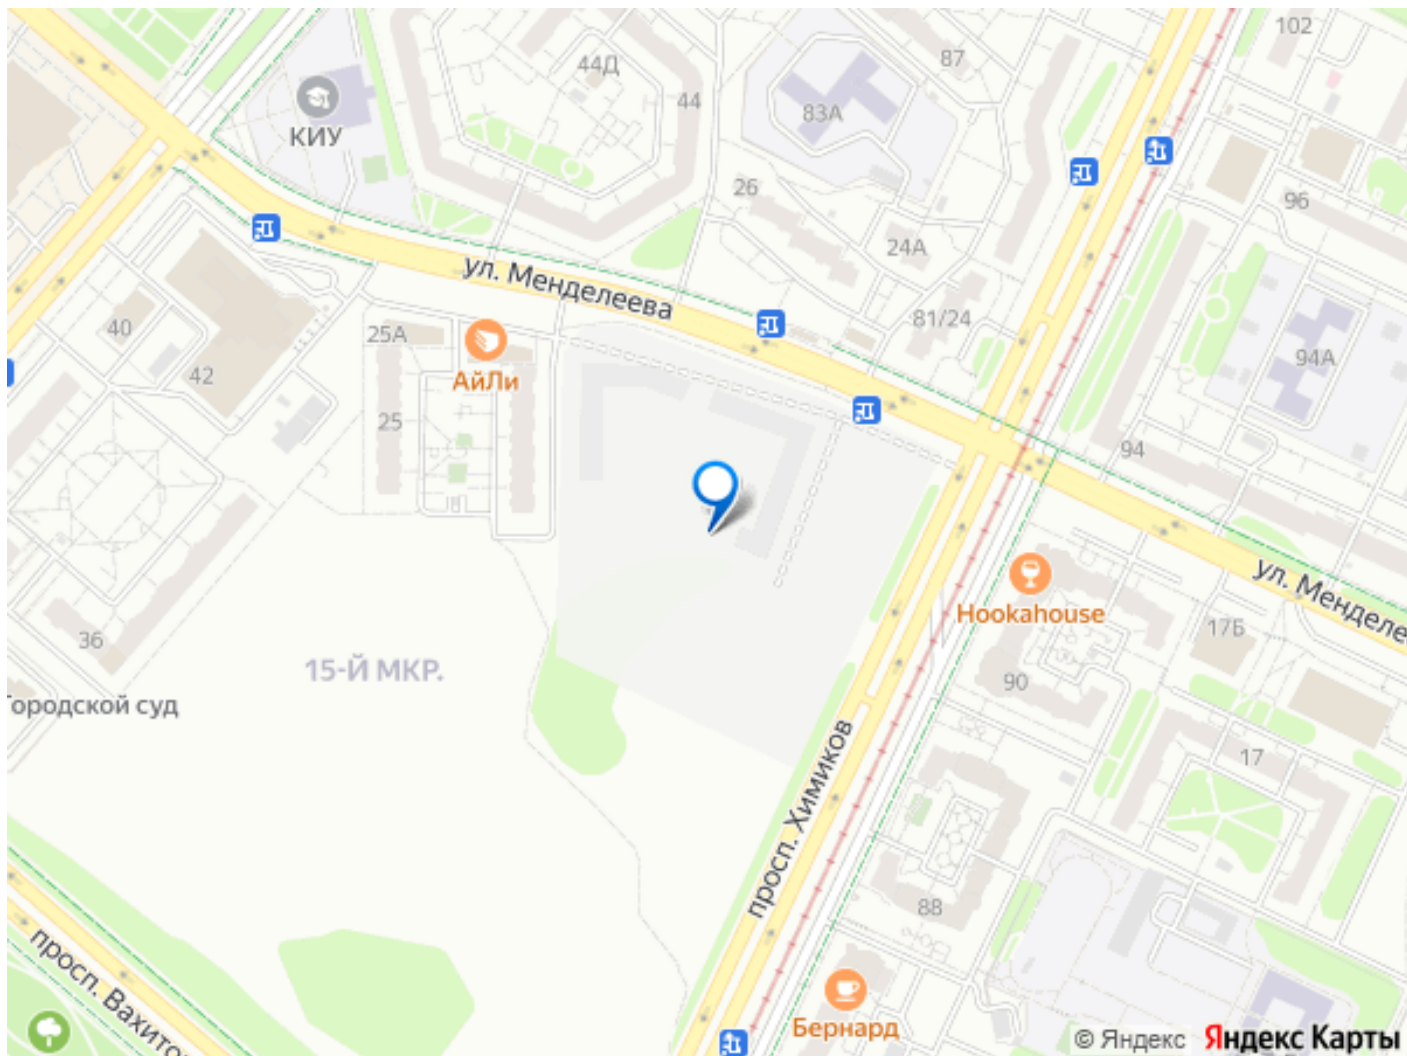 102
87
44Д
44
83А
КИУ
26
96
24А
ул. Менделеева
81/24
40
25А
94А
42
АйЛи
25
94
ул. Менделе
Hookahouse
17Б
36
15-Й МКР.
90
Городской суд
17
просп. Химиков
88
просп. Вахитов
Бернард
© Яндекс Яндекс Карты